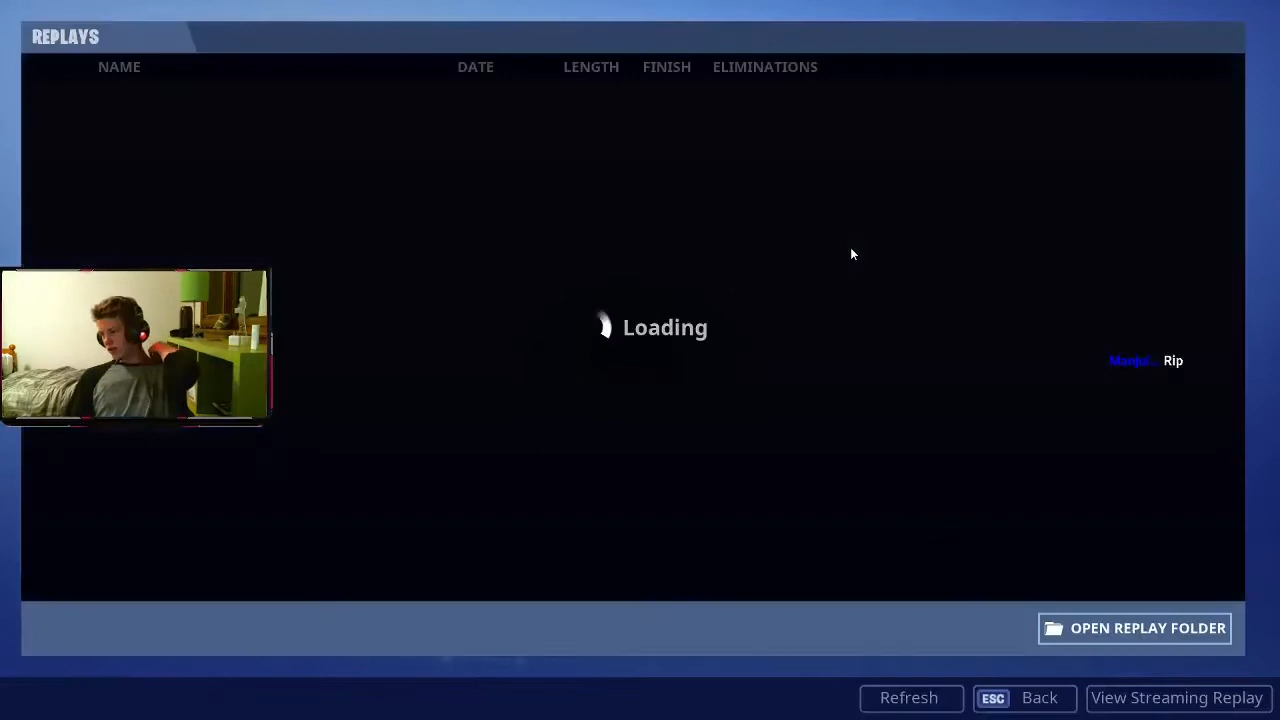 REPLAYS
NAME DATE LENGTH FINISH ELIMINATIONS
Loading
Rip
OPEN REPLAY FOLDER
Refresh ESC Back View Streaming Replay